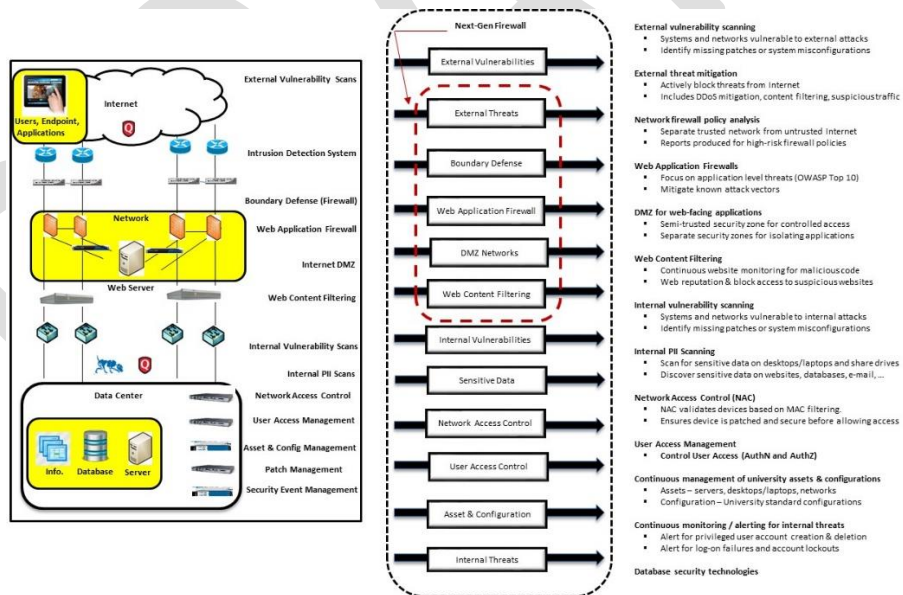 Internet
Users, Endpoint,
Applications
Network
Web Server
Data Center
Info.
Database
Server
External Vulnerability Scans
Intrusion Detection System
Boundary Defense (Firewall)
Web Application Firewall
Internet DMZ
Web Content Filtering
Internal Vulnerability Scans
Internal PII Scans
Network Access Control
User Access Management
Asset & Config Management
Patch Management
Security Event Management
Next-Gen Firewall
External Vulnerabilities
External Threats
Boundary Defense
Web Application Firewall
DMZ Networks
Web Content Filtering
Internal Vulnerabilities
Sensitive Data
Network Access Control
User Access Control
Asset & Configuration
Internal Threats
External vulnerability scanning
▪ Systems and networks vulnerable to external attacks
▪ Identify missing patches or system misconfigurations
External threat mitigation
▪ Actively block threats from Internet
▪ Includes DDoS mitigation, content filtering, suspicious traffic
Network firewall policy analysis
▪ Separate trusted network from untrusted Internet
▪ Reports produced for high-risk firewall policies
Web Application Firewalls
▪ Focus on application level threats (OWASP Top 10)
▪ Mitigate known attack vectors
DMZ for web-facing applications
▪ Semi-trusted security zone for controlled access
▪ Separate security zones for isolating applications
Web Content Filtering
▪ Continuous website monitoring for malicious code
▪ Web reputation & block access to suspicious websites
Internal vulnerability scanning
▪ Systems and networks vulnerable to internal attacks
▪ Identify missing patches or system misconfigurations
Internal PII Scanning
▪ Scan for sensitive data on desktops/laptops and share drives
▪ Discover sensitive data on websites, databases, e-mail, ...
Network Access Control (NAC)
▪ NAC validates devices based on MAC filtering.
▪ Ensures device is patched and secure before allowing access
User Access Management
▪ Control User Access (AuthN and AuthZ)
Continuous management of university assets & configurations
▪ Assets – servers, desktops/laptops, networks
▪ Configuration – University standard configurations
Continuous monitoring / alerting for internal threats
▪ Alert for privileged user account creation & deletion
▪ Alert for log-on failures and account lockouts
Database security technologies